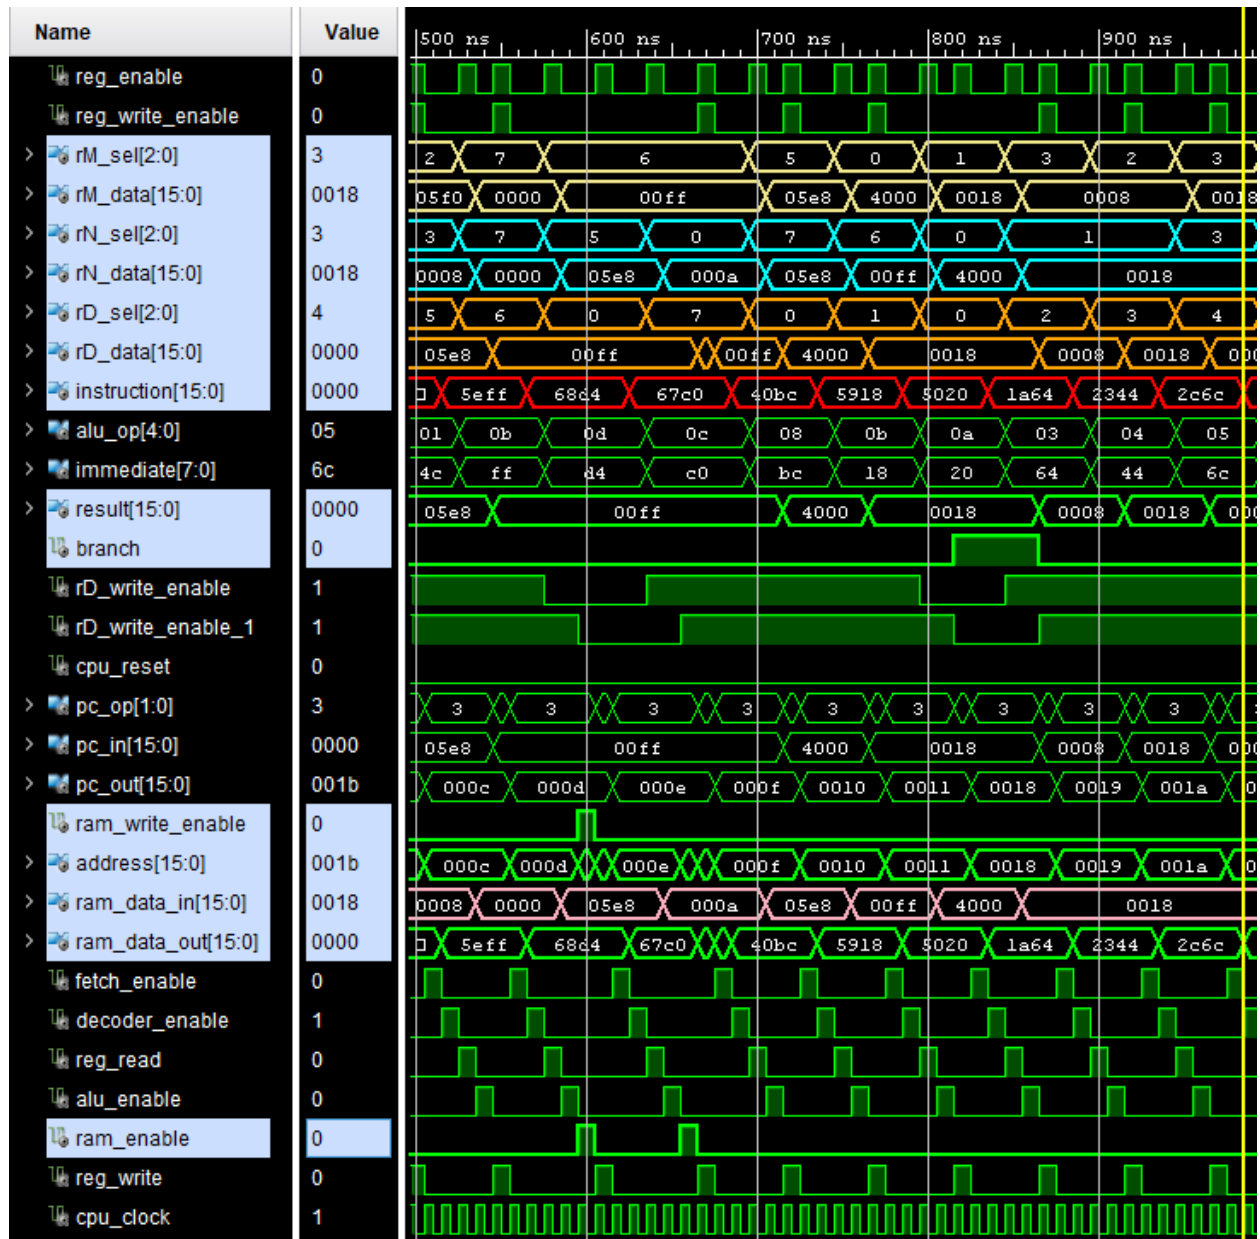 Name Value 500 ns 600 ns 700 ns 800 ns 900 ns
reg_enable 0
reg_write_enable 0
rM_sel[2:0] 3 2 7 6 5 0 1 3 2 3
rM_data[15:0] 0018 05f0 0000 00ff 05e8 4000 0018 0008 0018
rN_sel[2:0] 3 3 7 5 0 7 6 0 1 3
rN_data[15:0] 0018 0008 0000 05e8 000a 05e8 00ff 4000 0018
rD_sel[2:0] 4 5 6 0 7 0 1 0 2 3 4
rD_data[15:0] 0000 05e8 00ff 00ff 4000 0018 0008 0018 000
instruction[15:0] 0000 5eff 68d4 67c0 40bc 5918 5020 1a64 2344 2c6c
alu_op[4:0] 05 01 0b 0d 0c 08 0b 0a 03 04 05
immediate[7:0] 6c 4c ff d4 c0 bc 18 20 64 44 6c
result[15:0] 0000 05e8 00ff 4000 0018 0008 0018 000
branch 0
rD_write_enable 1
rD_write_enable_1 1
cpu_reset 0
pc_op[1:0] 3 3 3 3 3 3 3 3 3 3
pc_in[15:0] 0000 05e8 00ff 4000 0018 0008 0018 000
pc_out[15:0] 001b 000c 000d 000e 000f 0010 0011 0018 0019 001a 0
ram_write_enable 0
address[15:0] 001b 000c 000d 000e 000f 0010 0011 0018 0019 001a 0
ram_data_in[15:0] 0018 0008 0000 05e8 000a 05e8 00ff 4000 0018
ram_data_out[15:0] 0000 5eff 68d4 67c0 40bc 5918 5020 1a64 2344 2c6c
fetch_enable 0
decoder_enable 1
reg_read 0
alu_enable 0
ram_enable 0
reg_write 0
cpu_clock 1